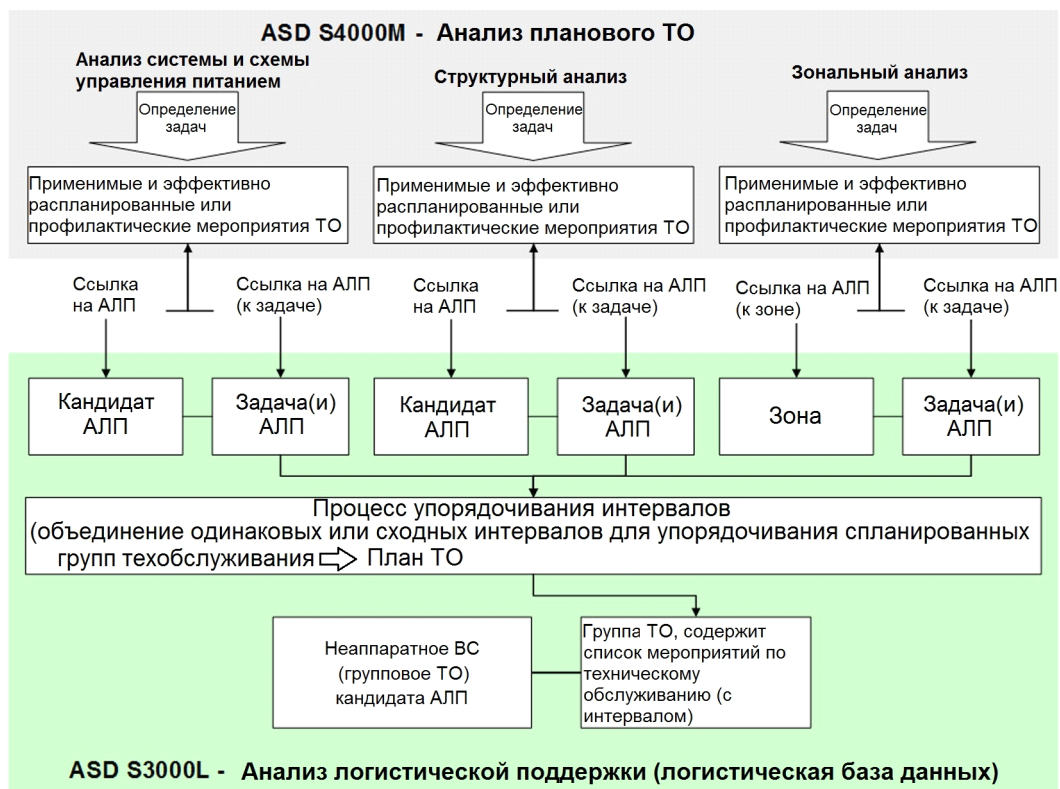 ASD S4000M - Анализ планового ТО
Анализ системы и схемы
управления питанием
Структурный анализ
Зональный анализ
Определение
задач
Определение
задач
Определение
задач
Применимые и эффективно
распланированные или
профилактические мероприятия ТО
Применимые и эффективно
распланированные или
профилактические мероприятия ТО
Применимые и эффективно
распланированные или
профилактические мероприятия ТО
Ссылка
на АЛП
Ссылка на АЛП
(к задаче)
Ссылка
на АЛП
Ссылка на АЛП
(к задаче)
Ссылка на АЛП
(к зоне)
Ссылка на АЛП
(к задаче)
Кандидат
АЛП
Задача(и)
АЛП
Кандидат
АЛП
Задача(и)
АЛП
Зона
Задача(и)
АЛП
Процесс упорядочивания интервалов
(объединение одинаковых или сходных интервалов для упорядочивания спланированных
групп техобслуживания План ТО
Неаппаратное ВС
(групповое ТО)
кандидата АЛП
Группа ТО, содержит
список мероприятий по
техническому
обслуживанию (с
интервалом)
ASD S3000L - Анализ логистической поддержки (логистическая база данных)